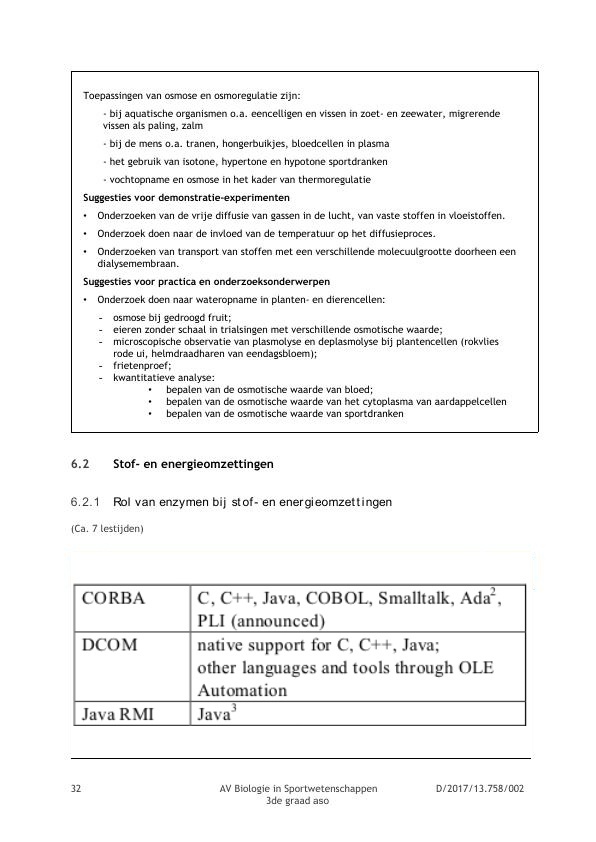 Toepassingen van osmose en osmoregulatie zijn:
- bij aquatische organismen o.a. eencelligen en vissen in zoet- en zeewater, migrerende
vissen als paling, zalm
- bij de mens o.a. tranen, hongerbuikjes, bloedcellen in plasma
- het gebruik van isotone, hypertone en hypotone sportdranken
- vochtopname en osmose in het kader van thermoregulatie
Suggesties voor demonstratie-experimenten
• Onderzoeken van de vrije diffusie van gassen in de lucht, van vaste stoffen in vloeistoffen.
• Onderzoek doen naar de invloed van de temperatuur op het diffusieproces.
• Onderzoeken van transport van stoffen met een verschillende molecuulgrootte doorheen een
dialysemembraan.
Suggesties voor practica en onderzoeksonderwerpen
• Onderzoek doen naar wateropname in planten- en dierencellen:
- osmose bij gedroogd fruit;
- eieren zonder schaal in trialsingen met verschillende osmotische waarde;
- microscopische observatie van plasmolyse en deplasmolyse bij plantencellen (rokvlies
rode ui, helmdraadharen van eendagsbloem);
- frietenproef;
- kwantitatieve analyse:
• bepalen van de osmotische waarde van bloed;
• bepalen van de osmotische waarde van het cytoplasma van aardappelcellen
• bepalen van de osmotische waarde van sportdranken
6.2 Stof- en energieomzettingen
6.2.1 Rol van enzymen bij stof- en energieomzettingen
(Ca. 7 lestijden)
CORBA C, C++, Java, COBOL, Smalltalk, Ada2,
PLI (announced)
DCOM native support for C, C++, Java;
other languages and tools through OLE
Automation
Java RMI Java3
32 AV Biologie in Sportwetenschappen D/2017/13.758/002
3de graad aso